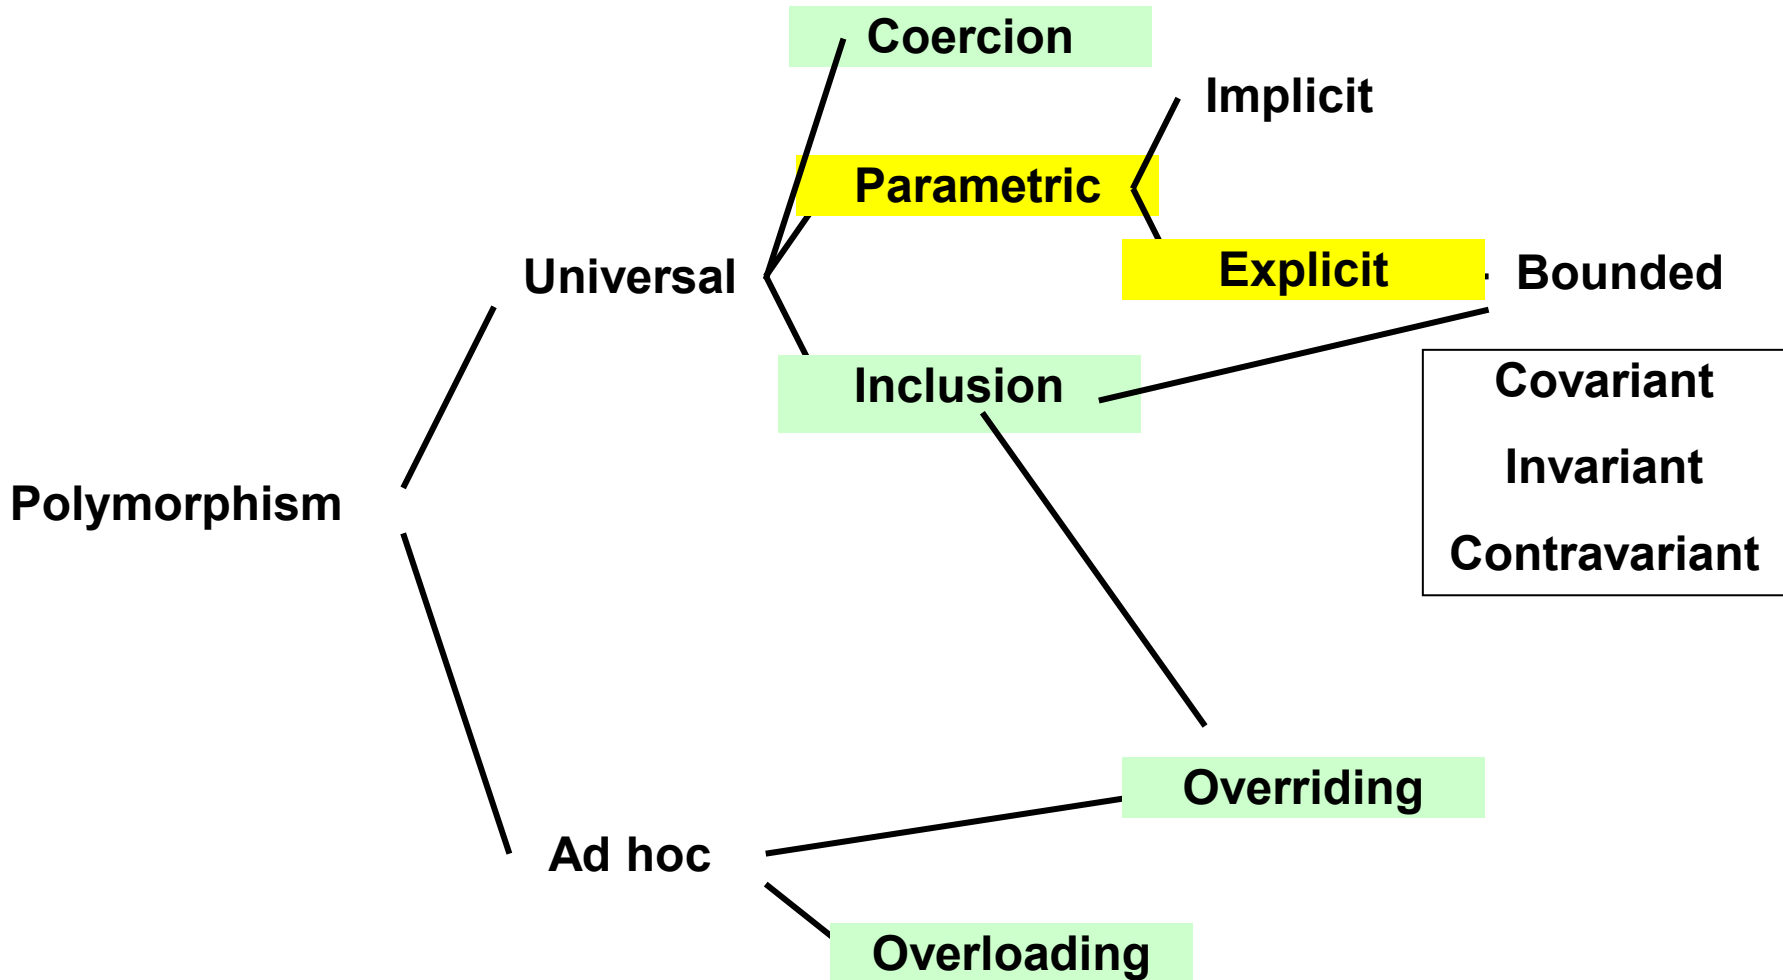 Coercion
Implicit
Parametric
Explicit
Bounded
Universal
Inclusion
Covariant
Invariant
Contravariant
Polymorphism
Overriding
Ad hoc
Overloading